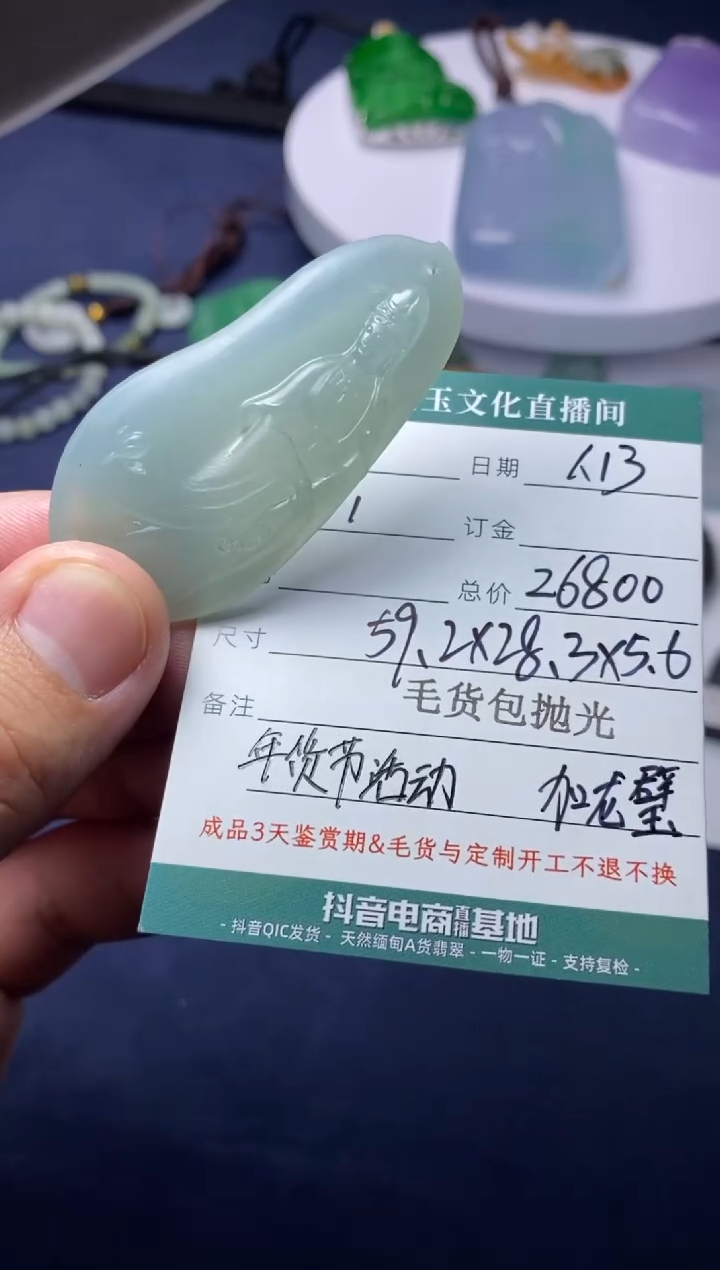 玉文化直播间
日期 1.13
1 订金
总价 26800
尺寸 59.2X28.3X5.6
毛货包抛光
备注
年货节活动 加龙璧
成品3天鉴赏期&毛货与定制开工不退不换
抖音电商直播基地
- 抖音QIC发货 - 天然缅甸A货翡翠 - 一物一证 - 支持复检 -